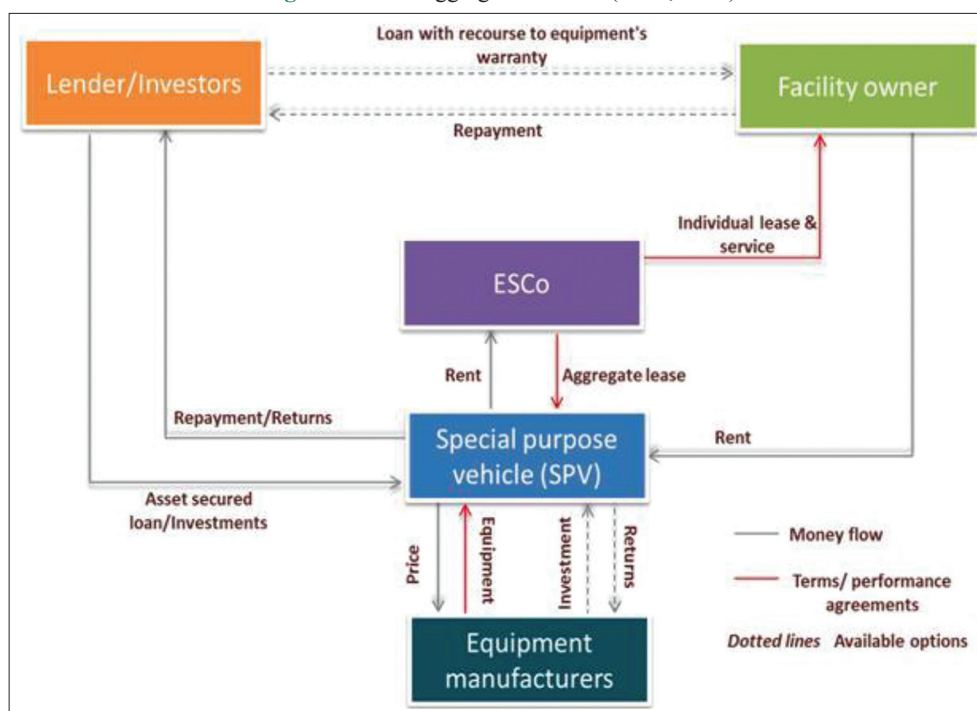 Loan with recourse to equipment's
warranty
Lender/Investors
Facility owner
Repayment
Individual lease &
service
ESCo
Rent
Aggregate lease
Repayment/Returns
Special purpose
vehicle (SPV)
Rent
Asset secured
loan/Investments
Price
Equipment
Investment
Returns
Money flow
Terms/ performance
agreements
Dotted lines Available options
Equipment
manufacturers